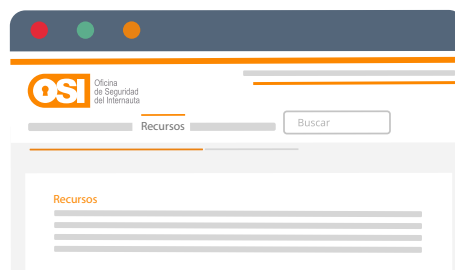 OSI
Oficina
de Seguridad
del Internauta
Recursos
Buscar
Recursos